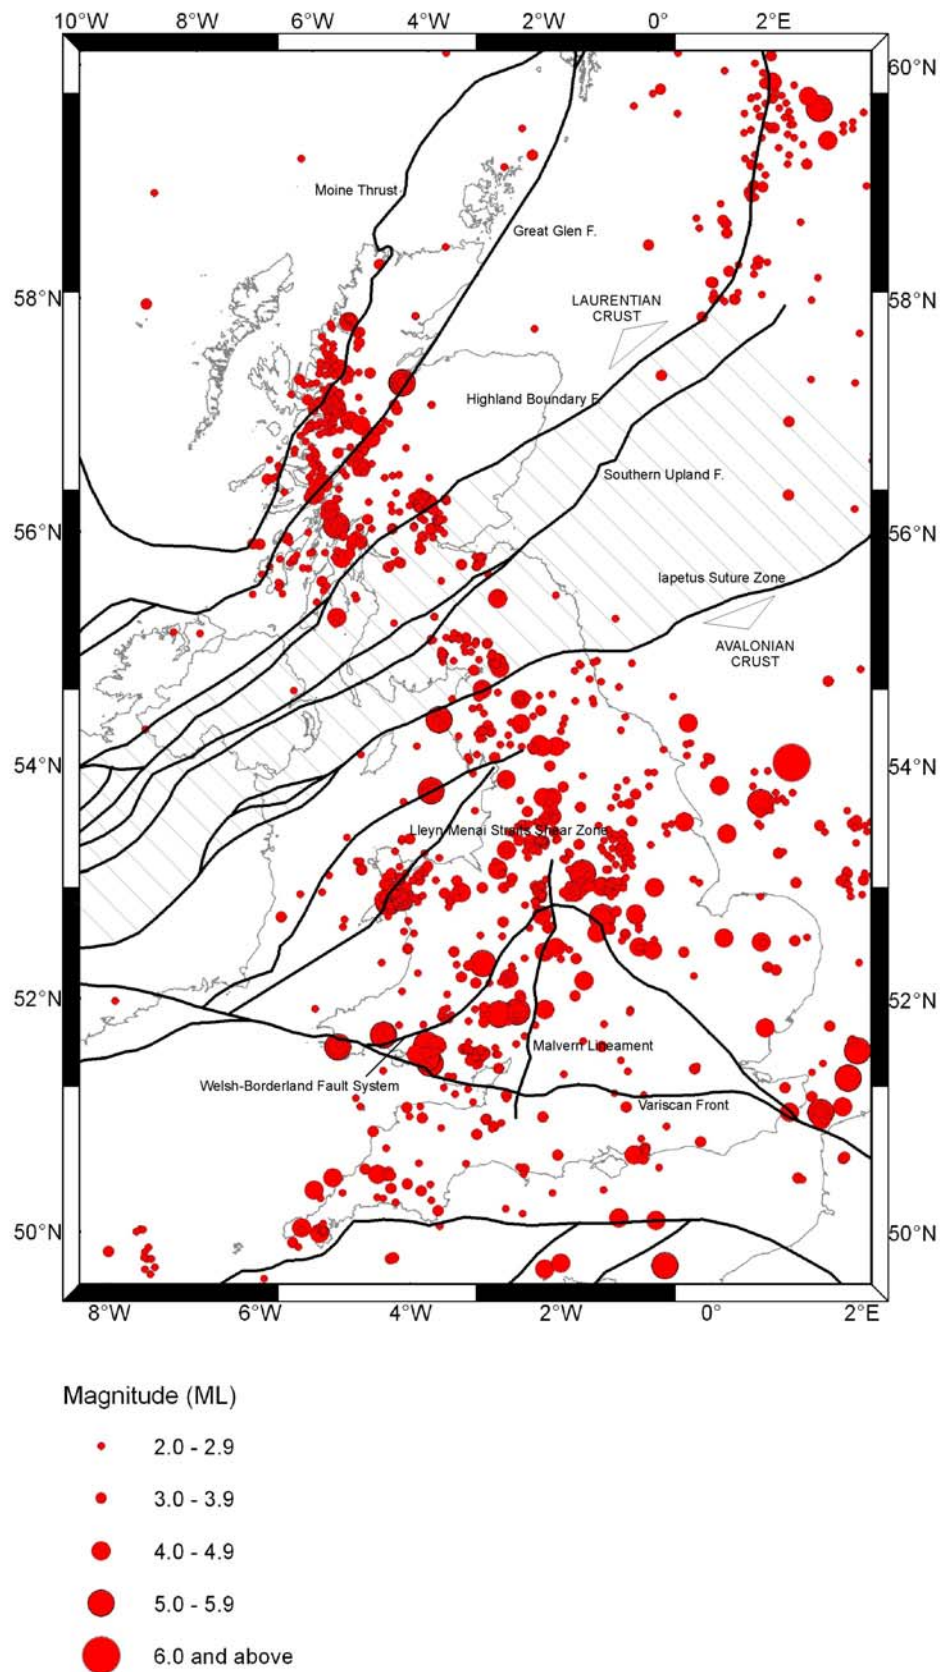 10°W 8°W 6°W 4°W 2°W 0° 2°E
60°N 
Moine Thrust
Great Glen F.
58°N 58°N
LAURENTIAN
CRUST
Highland Boundary F.
Southern Upland F.
56°N 56°N
Iapetus Suture Zone
AVALONIAN
CRUST
54°N 54°N
Lleyn-Menai Straits Shear Zone
52°N 52°N
Malvern Lineament
Welsh-Borderland Fault System
Variscan Front
50°N 50°N
8°W 6°W 4°W 2°W 0° 2°E
Magnitude (ML)
2.0 - 2.9
3.0 - 3.9
4.0 - 4.9
5.0 - 5.9
6.0 and above